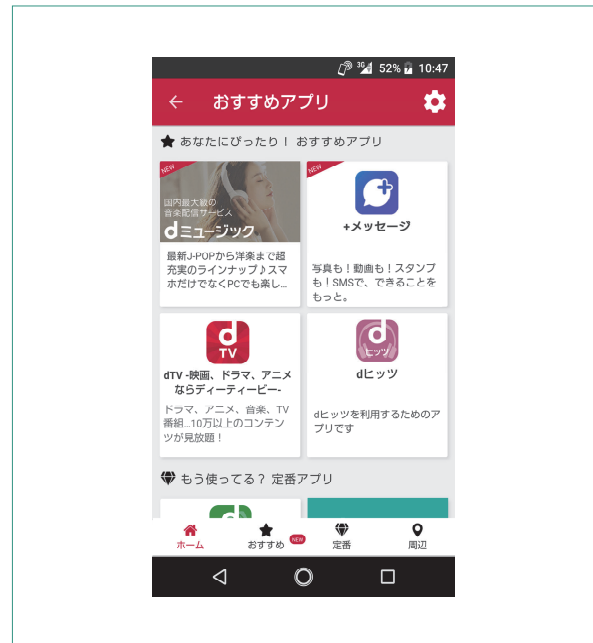 3G 52% 10:47
← おすすめアプリ
★ あなたにぴったり！ おすすめアプリ
NEW
国内最大級の
音楽配信サービス
dミュージック
最新J-POPから洋楽まで超
充実のラインナップ♪スマ
ホだけでなくPCでも楽し...
NEW
+メッセージ
写真も！動画も！スタンプ
も！SMSで、できることを
もっと。
d
TV
dTV -映画、ドラマ、アニメ
ならディーティービー-
ドラマ、アニメ、音楽、TV
番組...10万以上のコンテン
ツが見放題！
d
ヒッツ
dヒッツ
dヒッツを利用するためのア
プリです
もう使ってる？ 定番アプリ
d
ホーム おすすめ NEW 定番 周辺